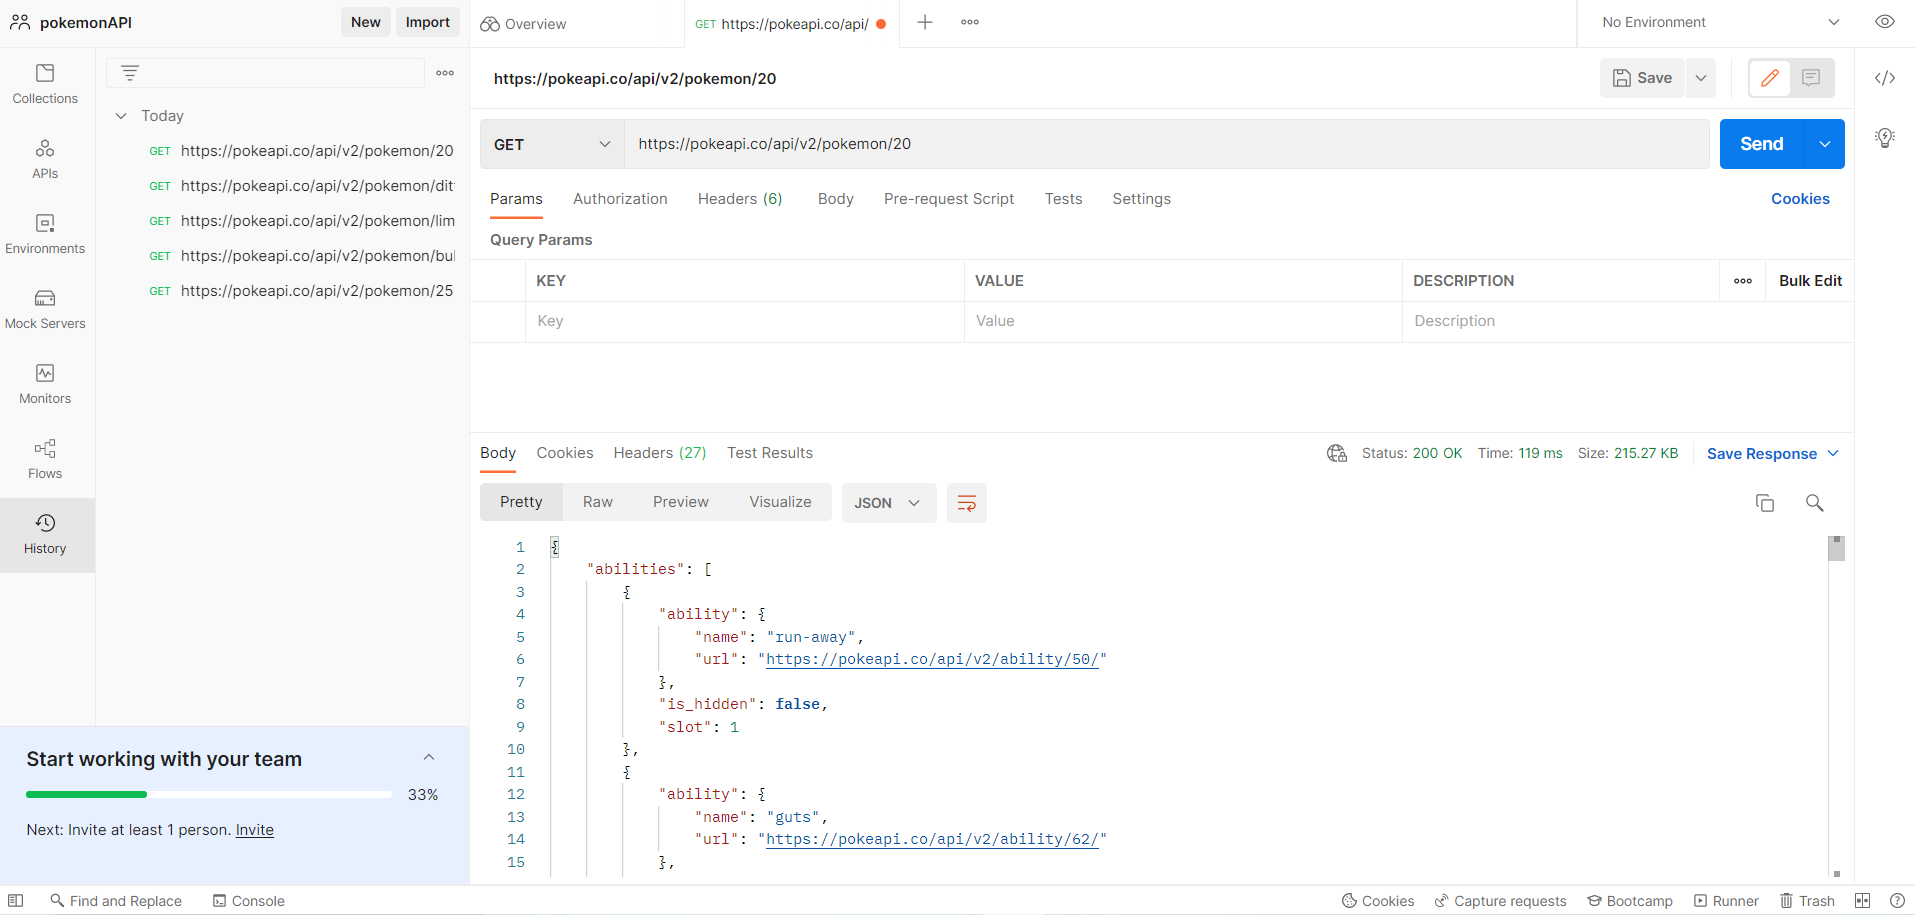 pokemonAPI
New
Import
Overview
GET https://pokeapi.co/api/
No Environment
Collections
APIs
Environments
Mock Servers
Monitors
Flows
History
Today
GET https://pokeapi.co/api/v2/pokemon/20
GET https://pokeapi.co/api/v2/pokemon/dit
GET https://pokeapi.co/api/v2/pokemon/lim
GET https://pokeapi.co/api/v2/pokemon/bul
GET https://pokeapi.co/api/v2/pokemon/25
Start working with your team
33%
Next: Invite at least 1 person. Invite
https://pokeapi.co/api/v2/pokemon/20
Save
GET
https://pokeapi.co/api/v2/pokemon/20
Send
Params Authorization Headers (6) Body Pre-request Script Tests Settings Cookies
Query Params
KEY VALUE DESCRIPTION Bulk Edit
Key Value Description
Body Cookies Headers (27) Test Results Status: 200 OK Time: 119 ms Size: 215.27 KB Save Response
Pretty Raw Preview Visualize JSON
1 {
2 "abilities": [
3 {
4 "ability": {
5 "name": "run-away",
6 "url": "https://pokeapi.co/api/v2/ability/50/"
7 },
8 "is_hidden": false,
9 "slot": 1
10 },
11 {
12 "ability": {
13 "name": "guts",
14 "url": "https://pokeapi.co/api/v2/ability/62/"
15 },
Find and Replace Console Cookies Capture requests Bootcamp Runner Trash